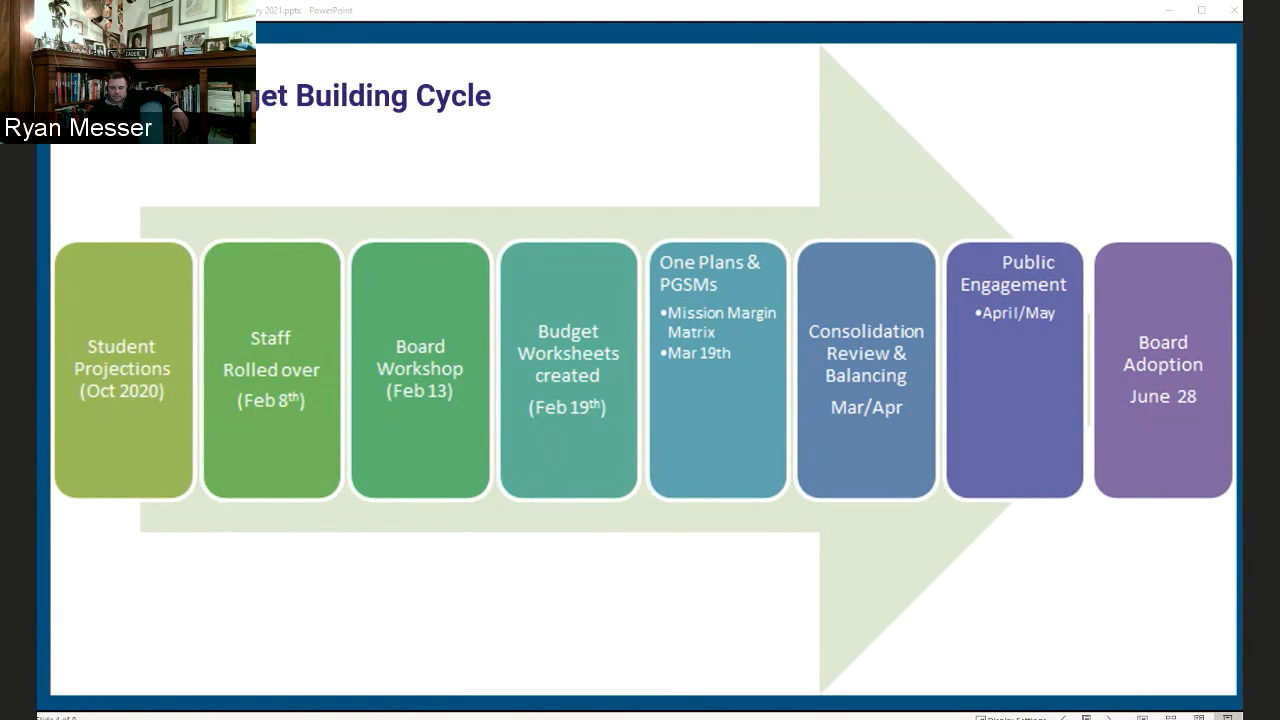 ry 2021.pptx - PowerPoint
get Building Cycle
Ryan Messer
Student
Projections
(Oct 2020)
Staff
Rolled over
(Feb 8th)
Board
Workshop
(Feb 13)
Budget
Worksheets
created
(Feb 19th)
One Plans &
PGSMs
•Mission Margin
Matrix
•Mar 19th
Consolidation
Review &
Balancing
Mar/Apr
Public
Engagement
•April/May
Board
Adoption
June 28
Display Settings